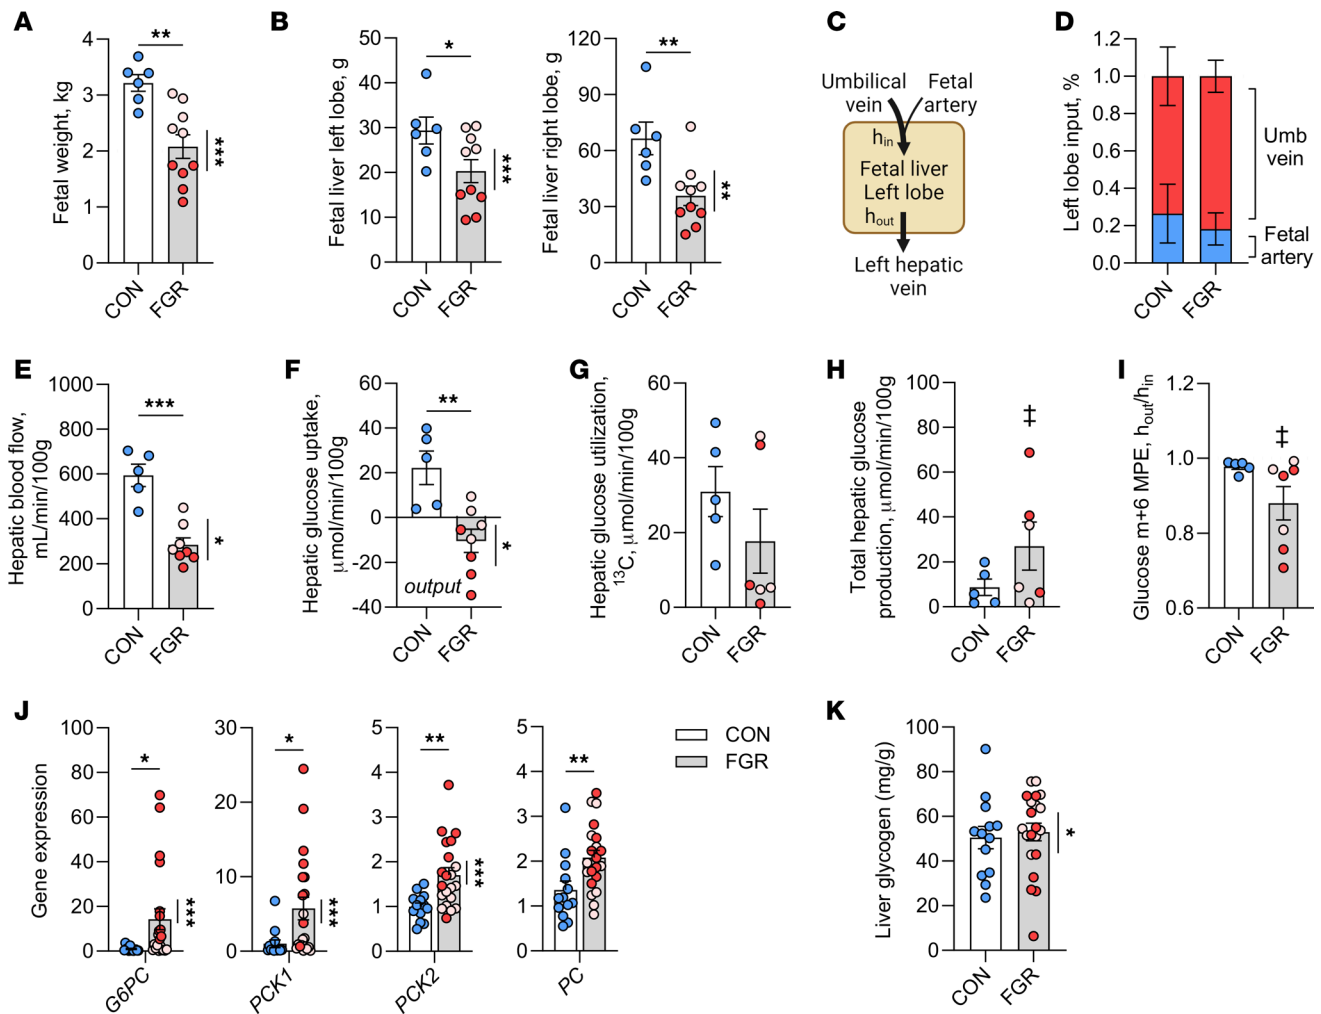 A
Fetal weight, kg
4
3
2
1
0
**
***
CON
FGR
B
Fetal liver left lobe, g
50
40
30
20
10
0
*
***
CON
FGR
Fetal liver right lobe, g
120
90
60
30
0
**
**
CON
FGR
C
Umbilical
vein
Fetal
artery
hin
Fetal liver
Left lobe
hout
Left hepatic
vein
D
Left lobe input, %
1.2
1.0
0.8
0.6
0.4
0.2
0.0
Umb
vein
Fetal
artery
CON
FGR
E
Hepatic blood flow,
mL/min/100g
1000
800
600
400
200
0
***
*
CON
FGR
F
Hepatic glucose uptake,
μmol/min/100g
60
40
20
0
-20
-40
**
*
output
CON
FGR
G
Hepatic glucose utilization,
13C, μmol/min/100g
60
40
20
0
CON
FGR
H
Total hepatic glucose
production, μmol/min/100g
100
80
60
40
20
0
‡
CON
FGR
I
Glucose m+6 MPE, hout/hin
1.2
1.0
0.8
0.6
‡
CON
FGR
J
Gene expression
100
80
60
40
20
0
*
***
G6PC
30
20
10
0
*
***
PCK1
5
4
3
2
1
0
**
***
PCK2
5
4
3
2
1
0
**
PC
CON
FGR
K
Liver glycogen (mg/g)
100
80
60
40
20
0
*
CON
FGR